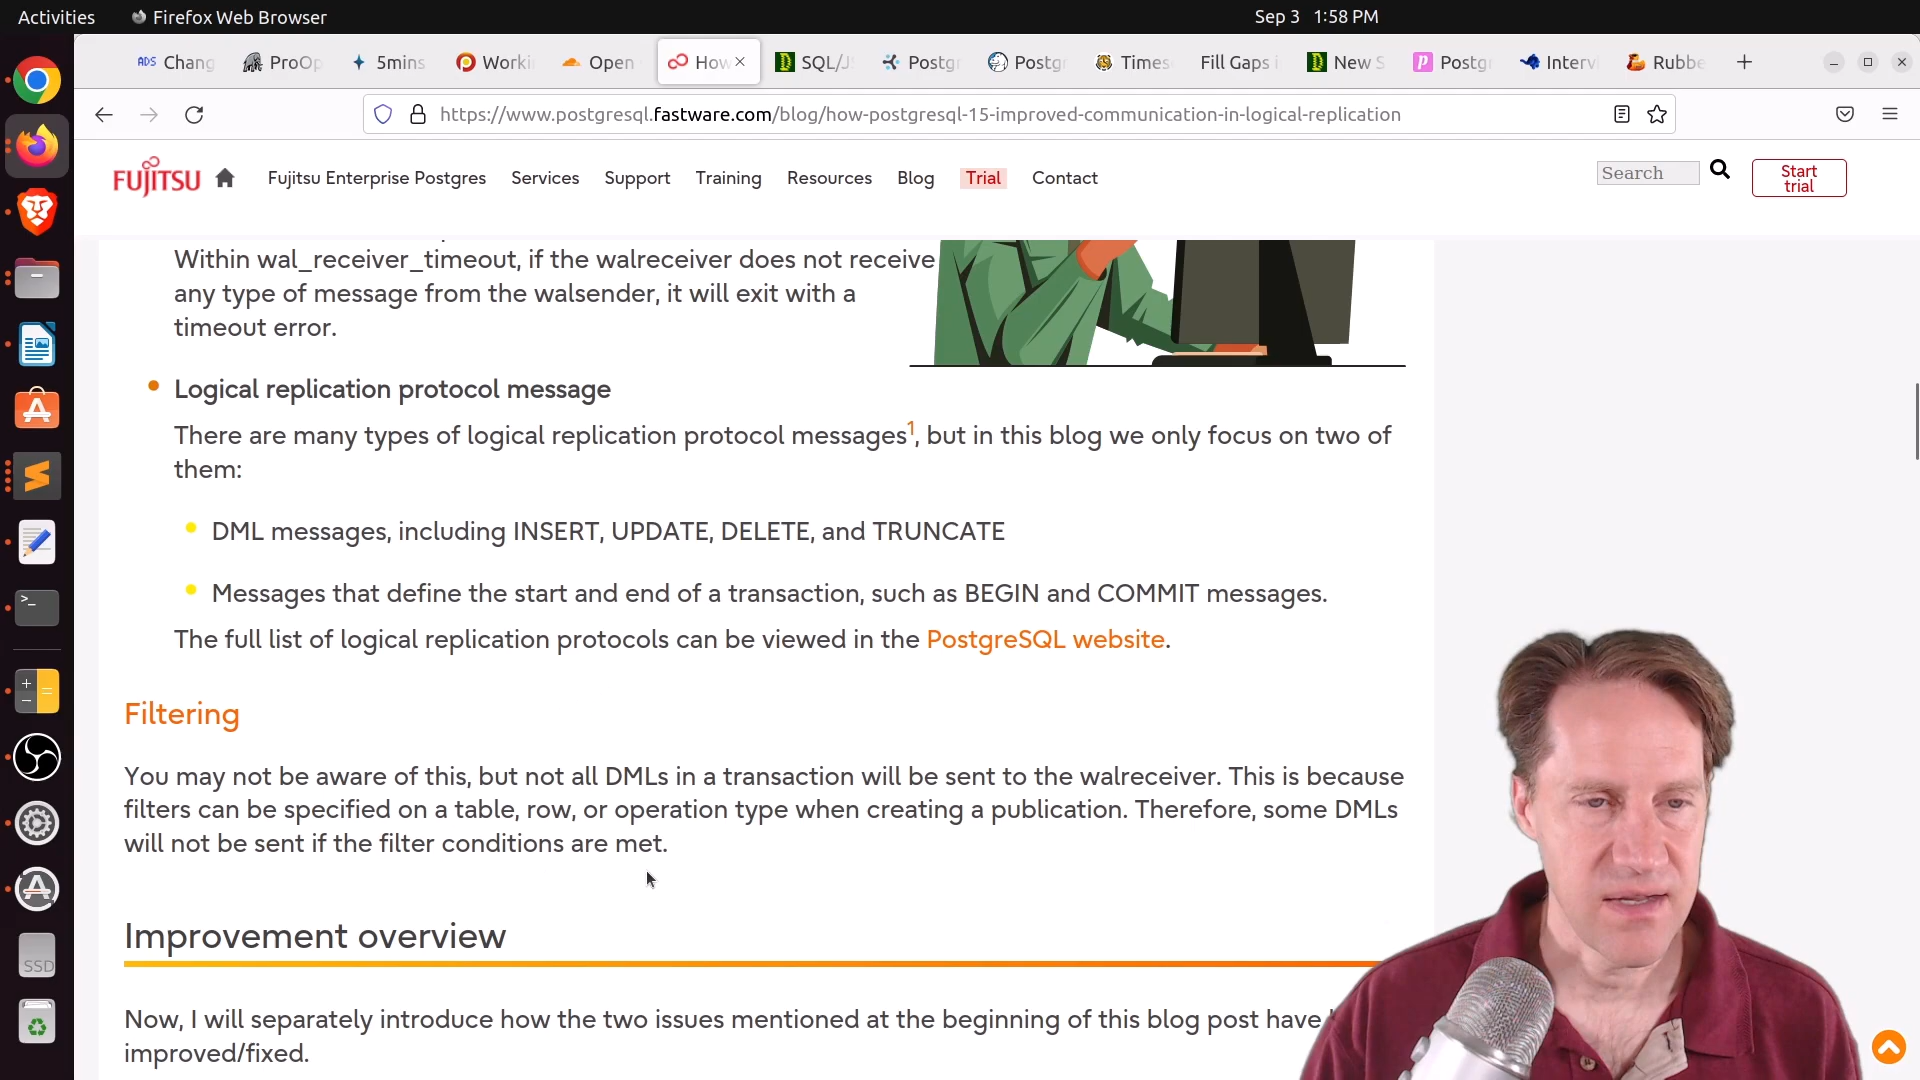 Activities
Firefox Web Browser
Sep 3 1:58 PM
ADS Chang
ProOp
5mins
Worki
Open
How
SQL/J
Postg
Postg
Times
Fill Gaps i
New S
Postg
Interv
Rubbe
https://www.postgresql.fastware.com/blog/how-postgresql-15-improved-communication-in-logical-replication
FUJITSU
Fujitsu Enterprise Postgres
Services
Support
Training
Resources
Blog
Trial
Contact
Search
Start
trial
Within wal_receiver_timeout, if the walreceiver does not receive
any type of message from the walsender, it will exit with a
timeout error.
Logical replication protocol message
There are many types of logical replication protocol messages1, but in this blog we only focus on two of
them:
DML messages, including INSERT, UPDATE, DELETE, and TRUNCATE
Messages that define the start and end of a transaction, such as BEGIN and COMMIT messages.
The full list of logical replication protocols can be viewed in the PostgreSQL website.
Filtering
You may not be aware of this, but not all DMLs in a transaction will be sent to the walreceiver. This is because
filters can be specified on a table, row, or operation type when creating a publication. Therefore, some DMLs
will not be sent if the filter conditions are met.
Improvement overview
Now, I will separately introduce how the two issues mentioned at the beginning of this blog post have
improved/fixed.
SSD